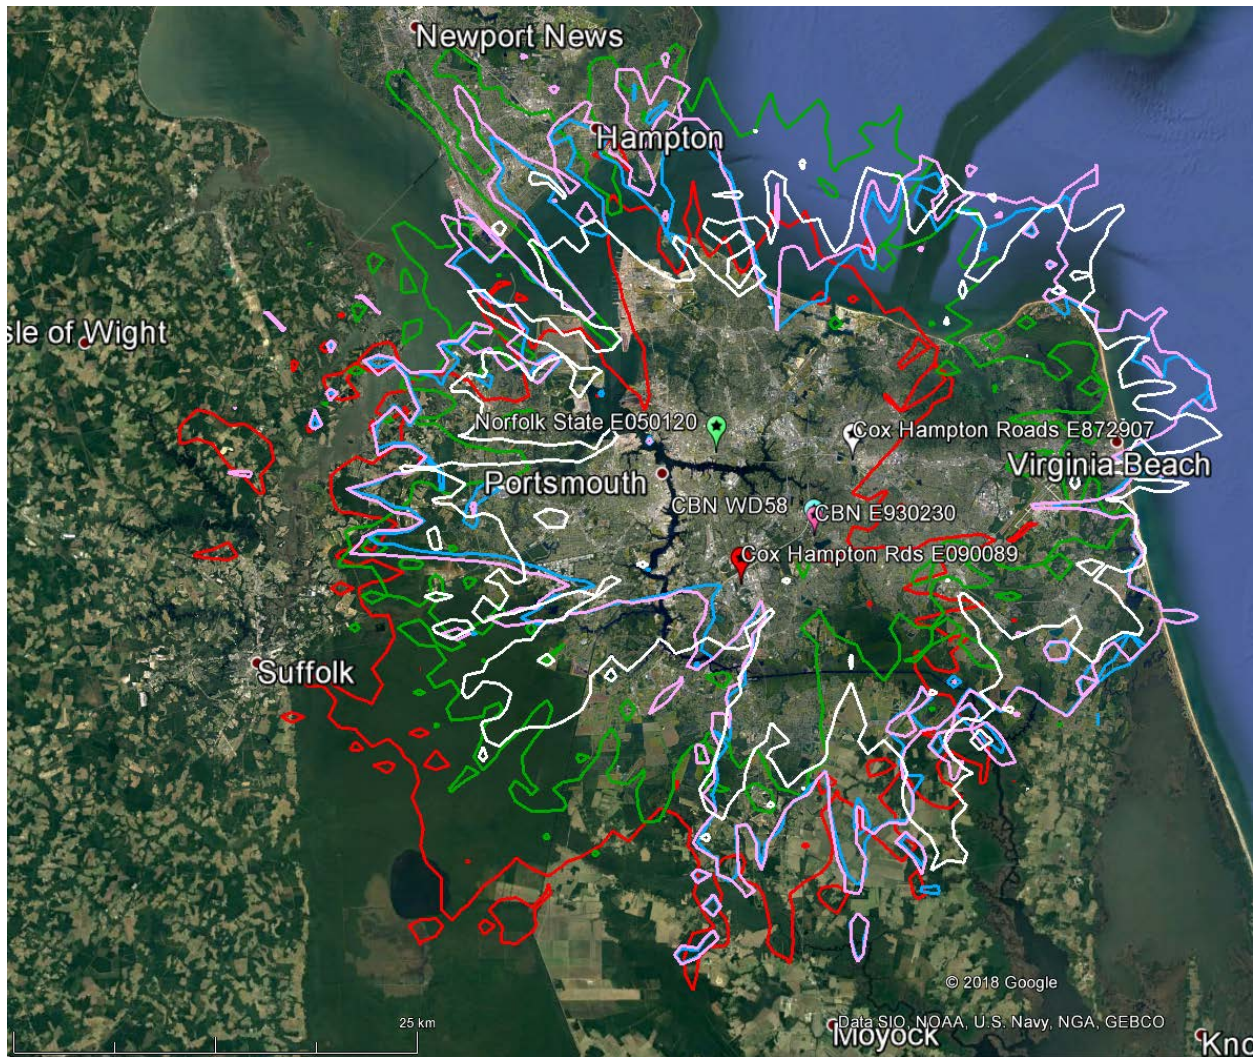 Newport News
Hampton
sle of Wight
Norfolk State E050120
Cox Hampton Roads E872907
Virginia Beach
Portsmouth
CBN WD58
CBN E930230
Cox Hampton Rds E090089
Suffolk
© 2018 Google
25 km
Data SIO, NOAA, U.S. Navy, NGA, GEBCO
Moyock
Kno